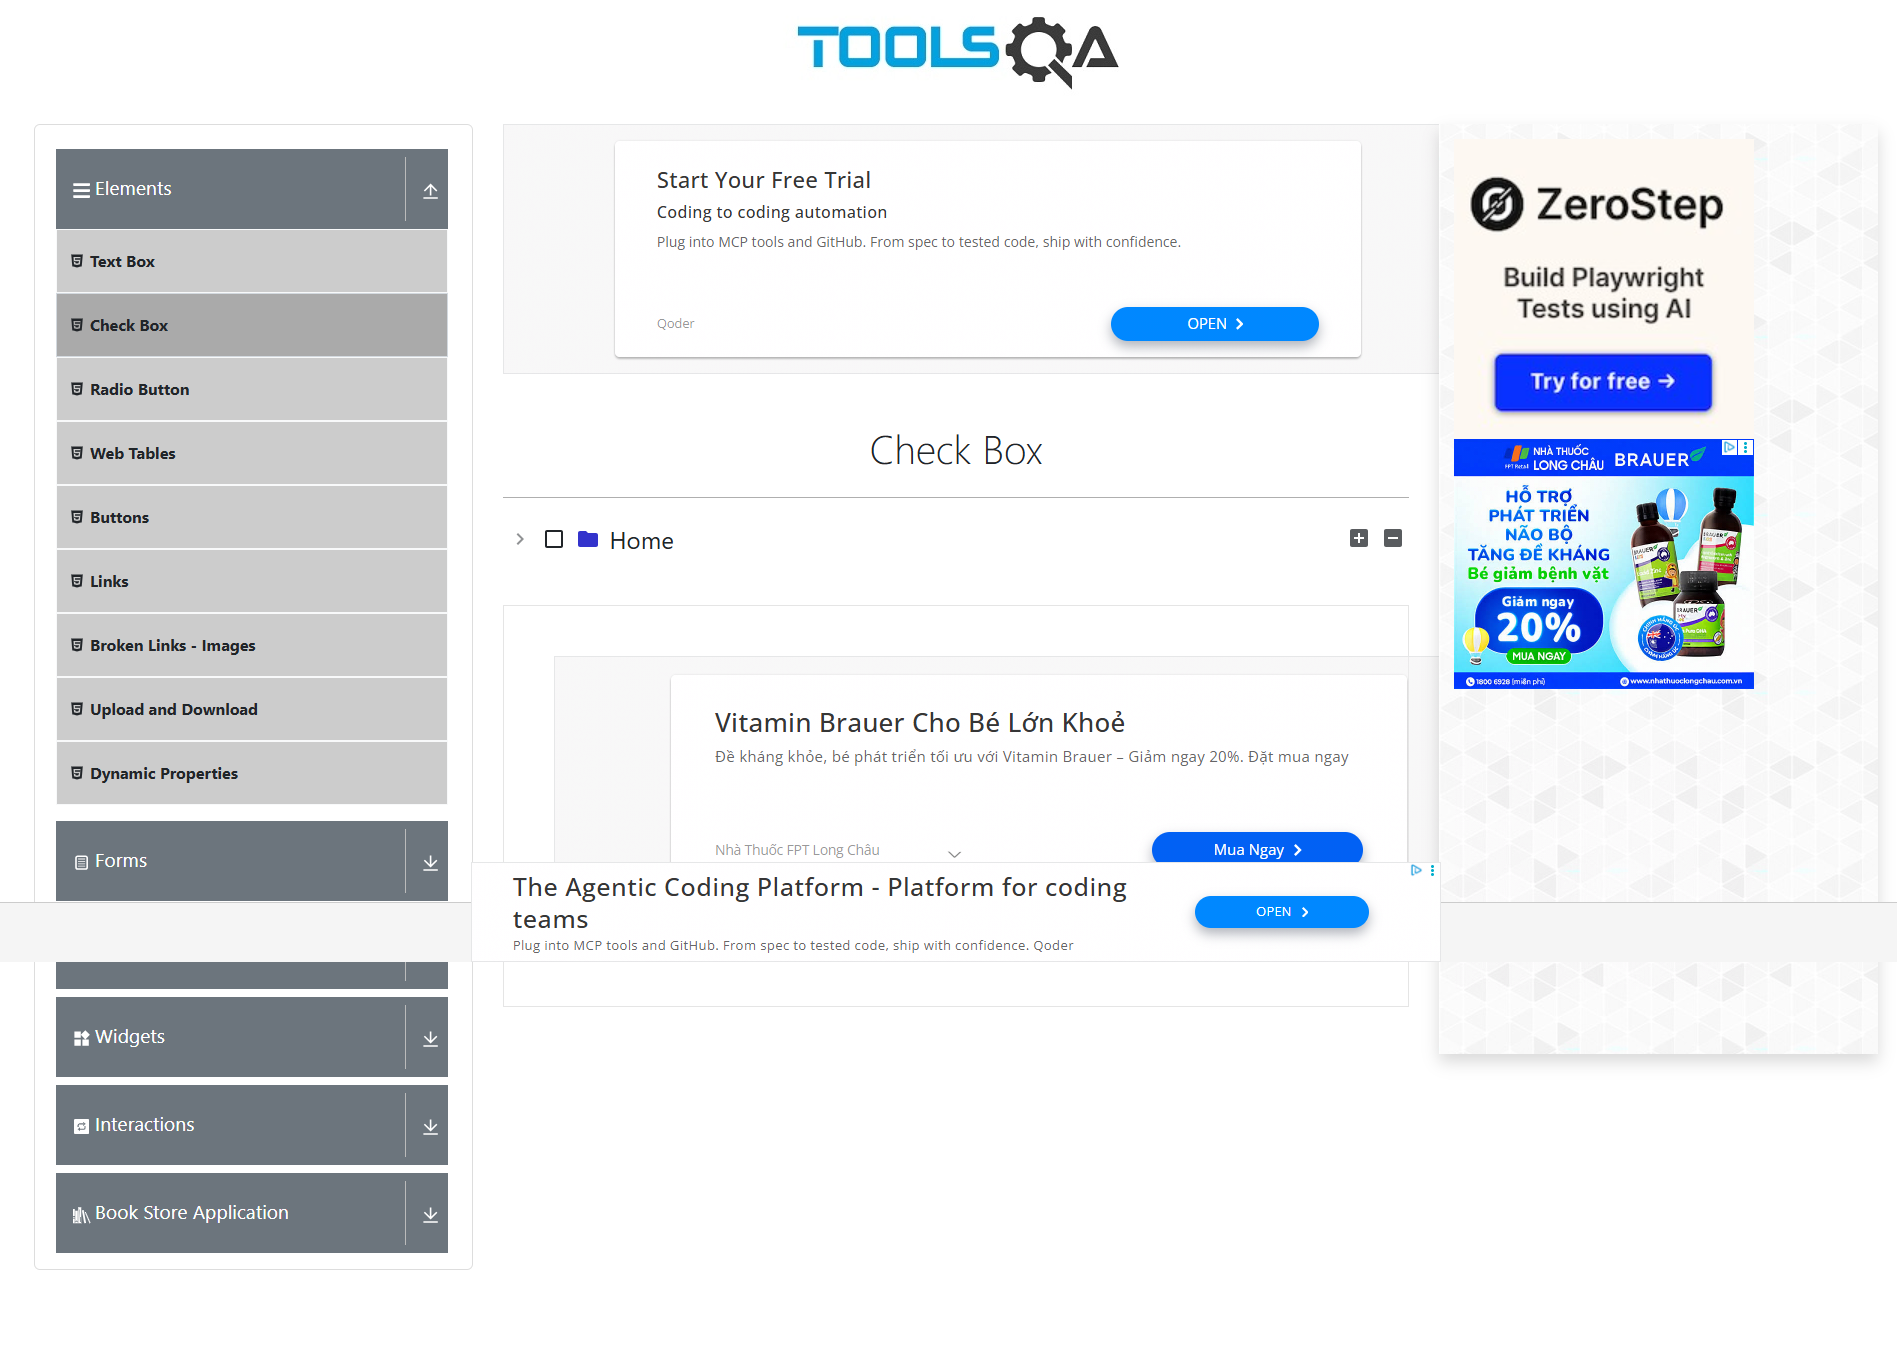 TOOLSQA
Elements
Text Box
Check Box
Radio Button
Web Tables
Buttons
Links
Broken Links - Images
Upload and Download
Dynamic Properties
Forms
Widgets
Interactions
Book Store Application
Start Your Free Trial
Coding to coding automation
Plug into MCP tools and GitHub. From spec to tested code, ship with confidence.
Qoder
OPEN
Check Box
Home
Vitamin Brauer Cho Bé Lớn Khoẻ
Đề kháng khỏe, bé phát triển tối ưu với Vitamin Brauer – Giảm ngay 20%. Đặt mua ngay
Nhà Thuốc FPT Long Châu
Mua Ngay
The Agentic Coding Platform - Platform for coding
teams
Plug into MCP tools and GitHub. From spec to tested code, ship with confidence. Qoder
OPEN
ZeroStep
Build Playwright
Tests using AI
Try for free →
FPT Retail
NHÀ THUỐC
LONG CHÂU
BRAUER
HỖ TRỢ
PHÁT TRIỂN
NÃO BỘ
TĂNG ĐỀ KHÁNG
Bé giảm bệnh vặt
Giảm ngay
20%
MUA NGAY
1800 6928 (miễn phí)
www.nhathuoclongchau.com.vn